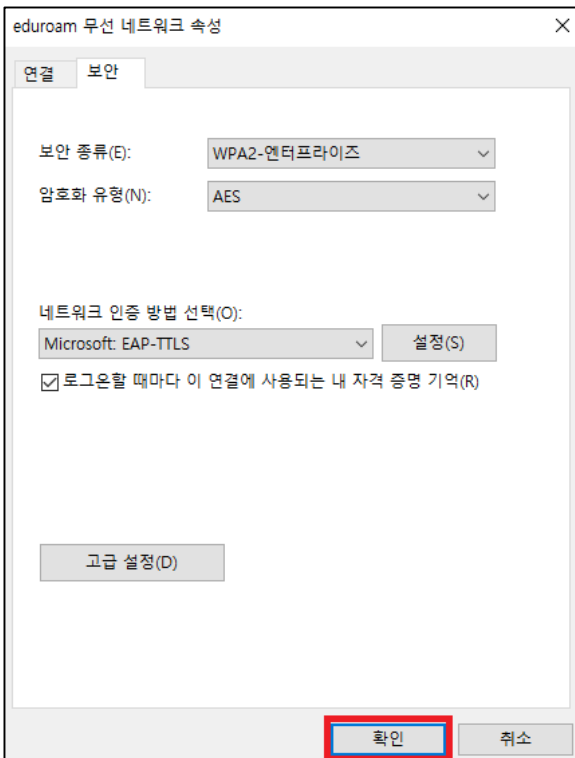 eduroam 무선 네트워크 속성
연결 보안
보안 종류(E): WPA2-엔터프라이즈
암호화 유형(N): AES
네트워크 인증 방법 선택(O):
Microsoft: EAP-TTLS 설정(S)
로그온할 때마다 이 연결에 사용되는 내 자격 증명 기억(R)
고급 설정(D)
확인 취소